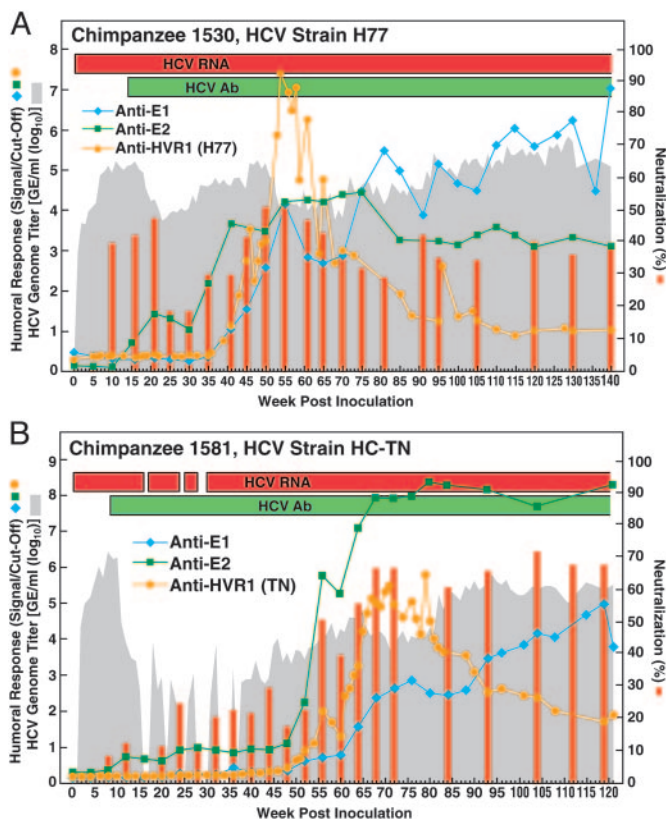 A
Chimpanzee 1530, HCV Strain H77
HCV RNA
HCV Ab
Anti-E1
Anti-E2
Anti-HVR1 (H77)
Humoral Response (Signal/Cut-Off)
HCV Genome Titer [GE/ml (log10)]
8
7
6
5
4
3
2
1
0
100
90
80
70
60
50
40
30
20
10
0
Neutralization (%)
0 5 10 15 20 25 30 35 40 45 50 55 60 65 70 75 80 85 90 95 100 105 110 115 120 125 130 135 140
Week Post Inoculation
B
Chimpanzee 1581, HCV Strain HC-TN
HCV RNA
HCV Ab
Anti-E1
Anti-E2
Anti-HVR1 (TN)
Humoral Response (Signal/Cut-Off)
HCV Genome Titer [GE/ml (log10)]
9
8
7
6
5
4
3
2
1
0
100
90
80
70
60
50
40
30
20
10
0
Neutralization (%)
0 5 10 15 20 25 30 35 40 45 50 55 60 65 70 75 80 85 90 95 100 105 110 115 120
Week Post Inoculation